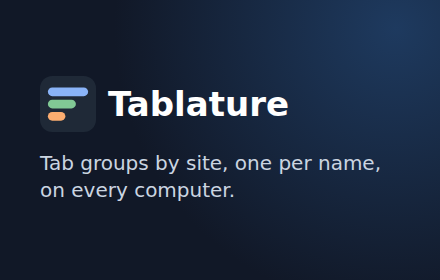 Tablature
Tab groups by site, one per name,
on every computer.